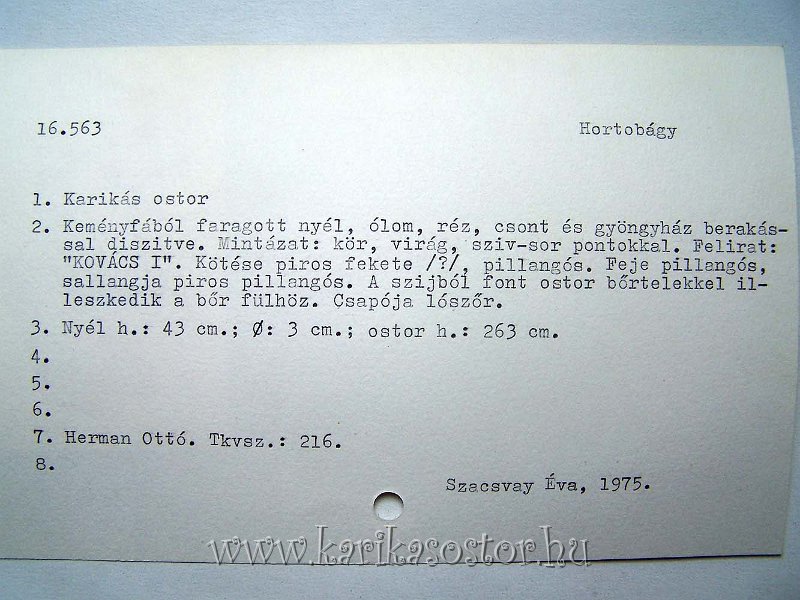 16.563 Hortobágy
1. Karikás ostor
2. Keményfából faragott nyél, ólom, réz, csont és gyöngyház berakás-
sal diszitve. Mintázat: kör, virág, sziv-sor pontokkal. Felirat:
"KOVÁCS I". Kötése piros fekete /?/, pillangós. Feje pillangós,
sallangja piros pillangós. A szijból font ostor bőrtelekkel il-
leszkedik a bőr fülhöz. Csapója lószőr.
3. Nyél h.: 43 cm.; Ø: 3 cm.; ostor h.: 263 cm.
4.
5.
6.
7. Herman Ottó. Tkvsz.: 216.
8.
Szacsvay Éva, 1975.
www.karikasostor.hu